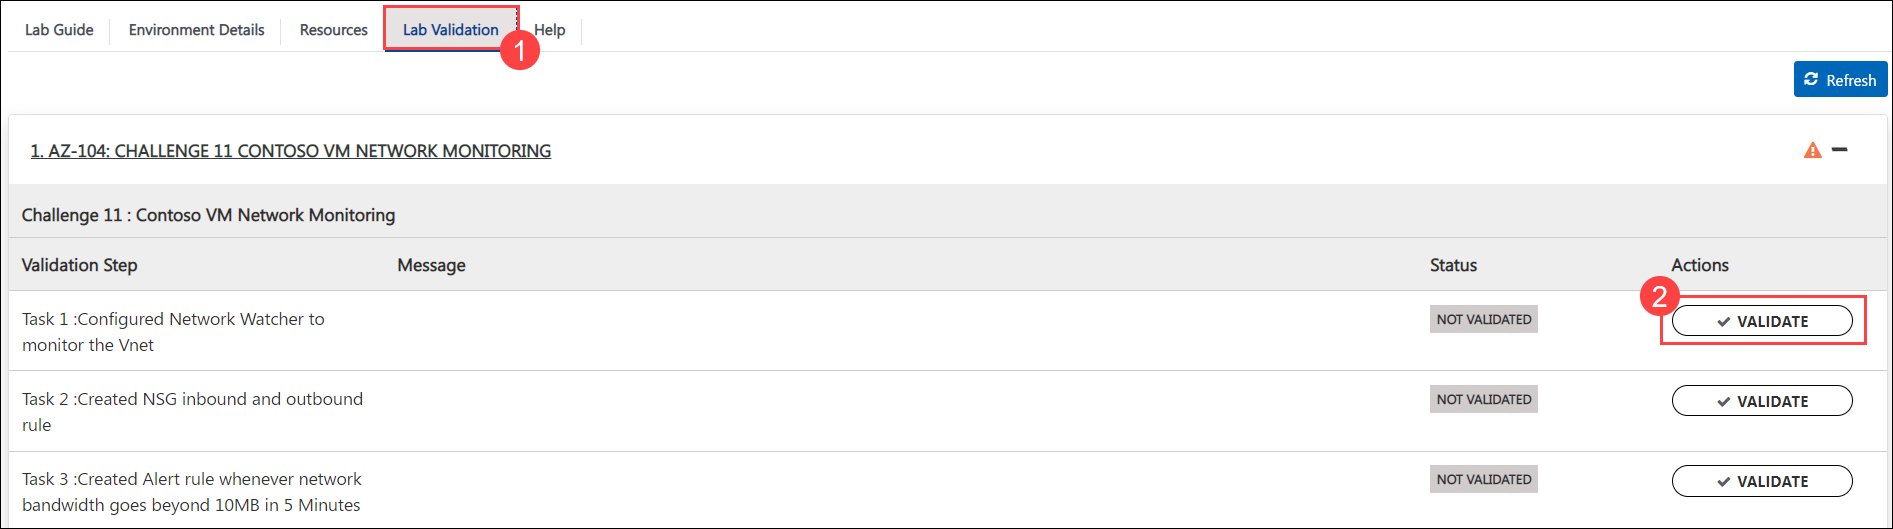 Lab Guide
Environment Details
Resources
Lab Validation
Help
1
Refresh
1. AZ-104: CHALLENGE 11 CONTOSO VM NETWORK MONITORING
Challenge 11 : Contoso VM Network Monitoring
Validation Step
Message
Status
Actions
2
Task 1 :Configured Network Watcher to
monitor the Vnet
NOT VALIDATED
VALIDATE
Task 2 :Created NSG inbound and outbound
rule
NOT VALIDATED
VALIDATE
Task 3 :Created Alert rule whenever network
bandwidth goes beyond 10MB in 5 Minutes
NOT VALIDATED
VALIDATE